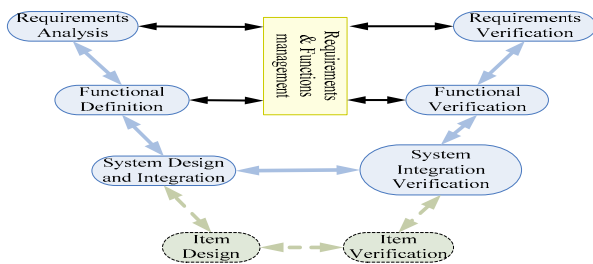 Requirements
Analysis
Requirements
& Functions
management
Requirements
Verification
Functional
Definition
Functional
Verification
System Design
and Integration
System
Integration
Verification
Item
Design
Item
Verification